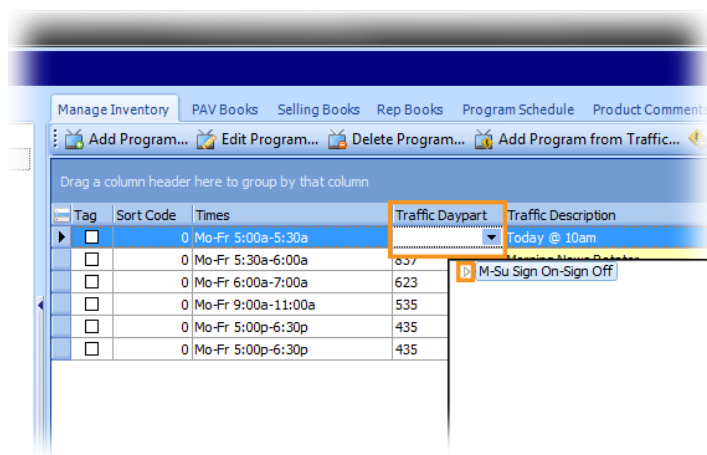 Manage Inventory PAV Books Selling Books Rep Books Program Schedule Product Comments
Add Program... Edit Program... Delete Program... Add Program from Traffic...
Drag a column header here to group by that column
Tag Sort Code Times Traffic Daypart Traffic Description
0 Mo-Fr 5:00a-5:30a Today @ 10am
0 Mo-Fr 5:30a-6:00a 837 Morning News Rotator
M-Su Sign On-Sign Off
0 Mo-Fr 6:00a-7:00a 623
0 Mo-Fr 9:00a-11:00a 535
0 Mo-Fr 5:00p-6:30p 435
0 Mo-Fr 5:00p-6:30p 435